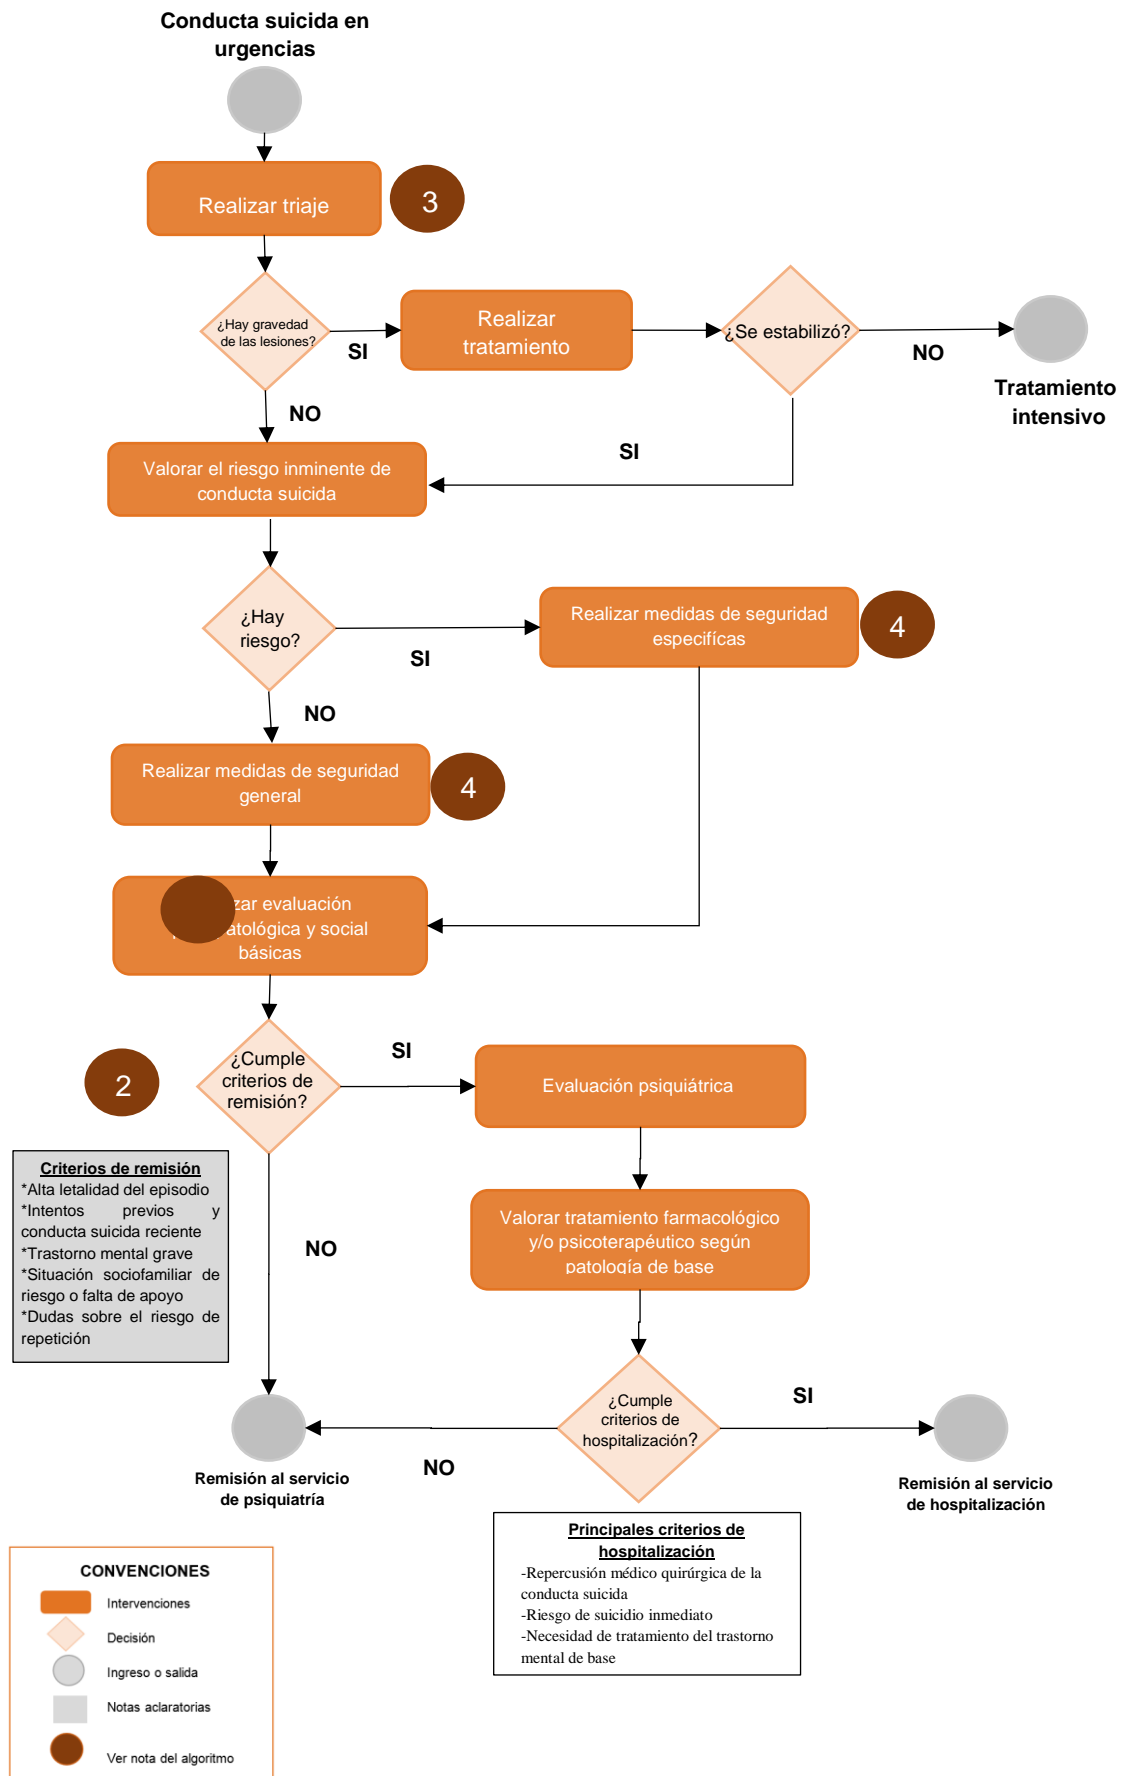 Conducta suicida en
urgencias
Realizar triaje
3
¿Hay gravedad
de las lesiones?
SI
Realizar
tratamiento
¿Se estabilizó?
NO
Tratamiento
intensivo
NO
SI
Valorar el riesgo inminente de
conducta suicida
¿Hay
riesgo?
SI
Realizar medidas de seguridad
especifícas
4
NO
Realizar medidas de seguridad
general
4
evaluación
y social
básicas
2
¿Cumple
criterios de
remisión?
SI
Evaluación psiquiátrica
Criterios de remisión
*Alta letalidad del episodio
*Intentos previos y
conducta suicida reciente
*Trastorno mental grave
*Situación sociofamiliar de
riesgo o falta de apoyo
*Dudas sobre el riesgo de
repetición
NO
Valorar tratamiento farmacológico
y/o psicoterapéutico según
patología de base
¿Cumple
criterios de
hospitalización?
SI
NO
Remisión al servicio
de psiquiatría
Remisión al servicio
de hospitalización
Principales criterios de
hospitalización
-Repercusión médico quirúrgica de la
conducta suicida
-Riesgo de suicidio inmediato
-Necesidad de tratamiento del trastorno
mental de base
CONVENCIONES
Intervenciones
Decisión
Ingreso o salida
Notas aclaratorias
Ver nota del algoritmo